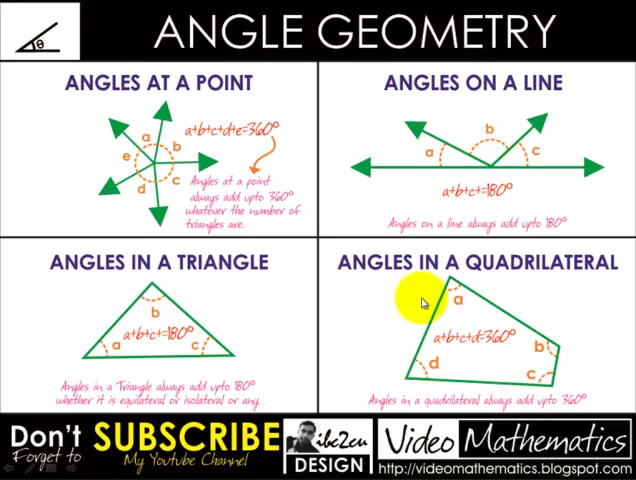 θ
ANGLE GEOMETRY
ANGLES AT A POINT
a
b
c
d
e
a+b+c+d+e=360°
Angles at a point
always add upto 360°
whatever the number of
triangles are.
ANGLES ON A LINE
a
b
c
a+b+c+=180°
Angles on a line always add upto 180°
ANGLES IN A TRIANGLE
b
a+b+c+=180°
a
c
Angles in a Triangle always add upto 180°
whether it is equilateral or isolateral or any.
ANGLES IN A QUADRILATERAL
a
a+b+c+d=360°
b
d
c
Angles in a quadrilateral always add upto 360°
Don't
Forget to
SUBSCRIBE
My Youtube Channel
ibc2cu
DESIGN
Video Mathematics
http://videomathematics.blogspot.com